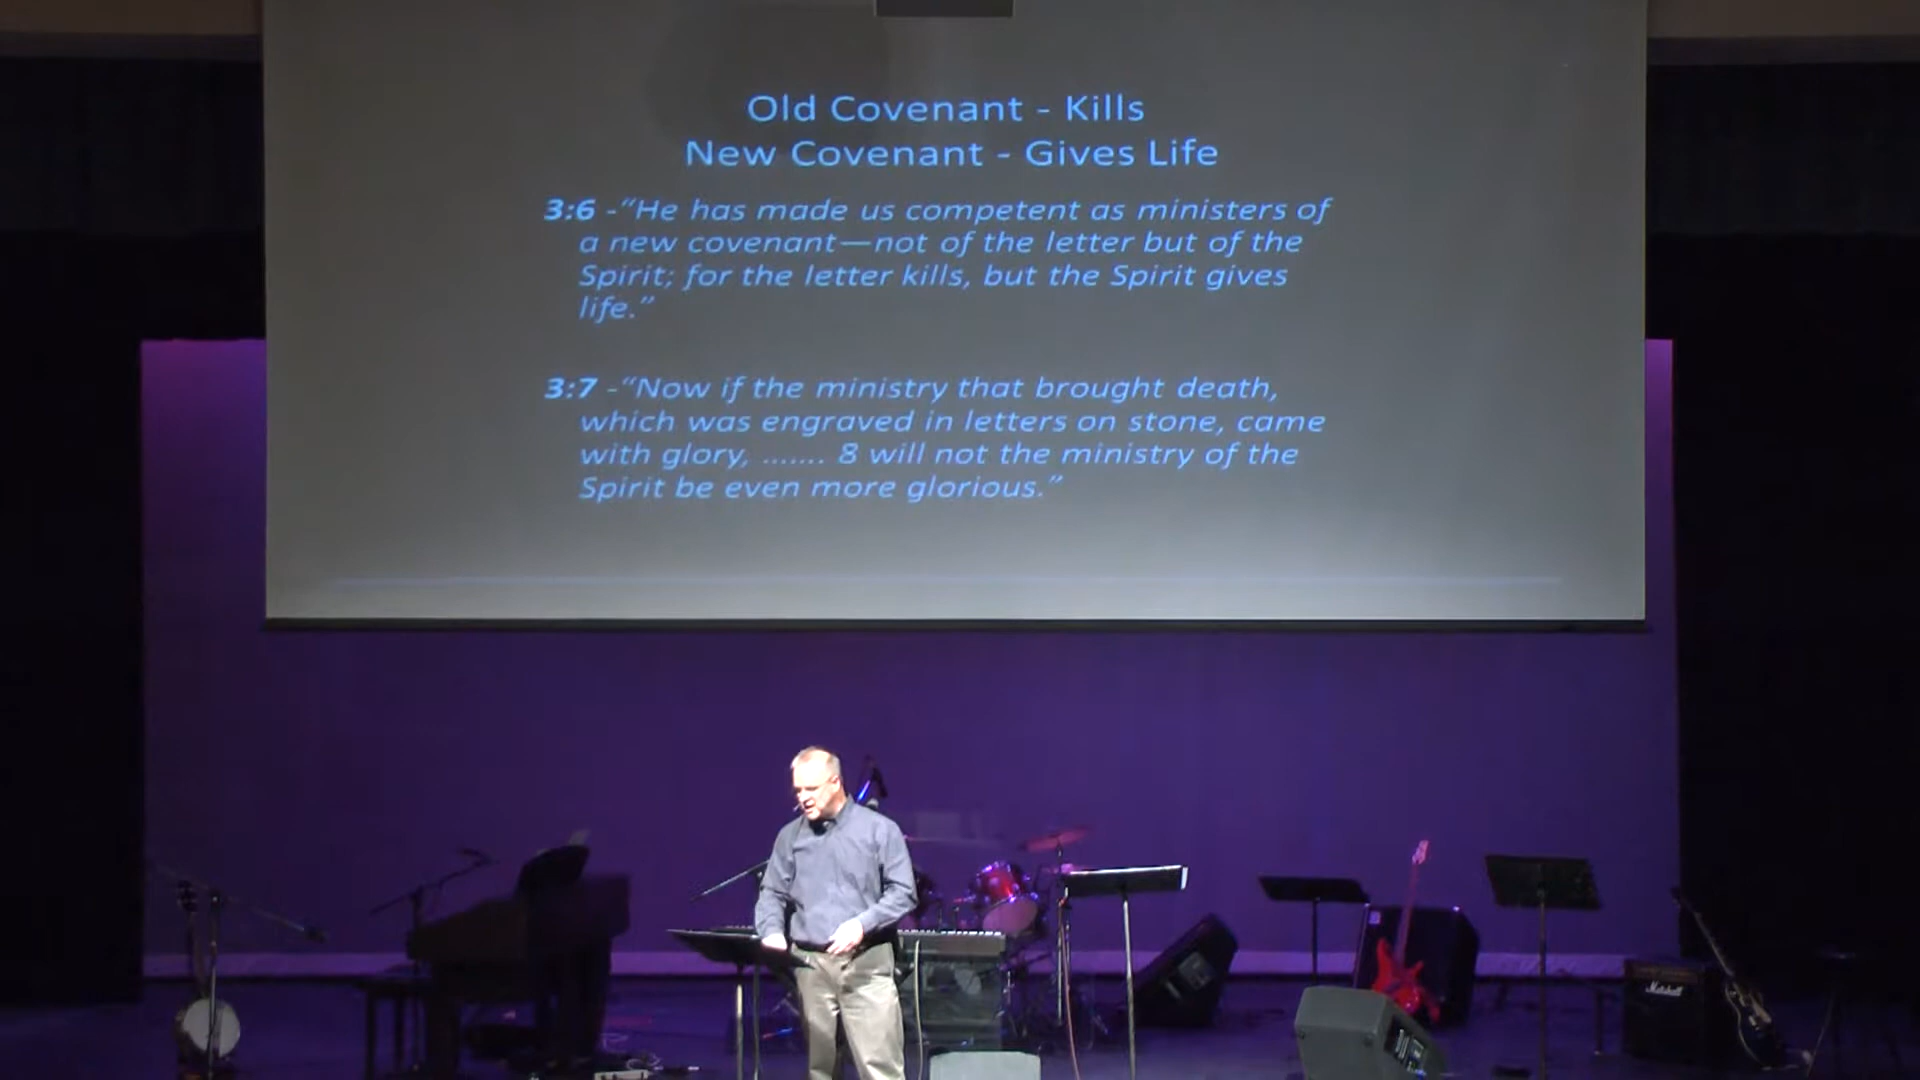 Old Covenant - Kills
New Covenant - Gives Life
3:6 -“He has made us competent as ministers of
a new covenant—not of the letter but of the
Spirit; for the letter kills, but the Spirit gives
life.”
3:7 -“Now if the ministry that brought death,
which was engraved in letters on stone, came
with glory, ....... 8 will not the ministry of the
Spirit be even more glorious.”
Marshall